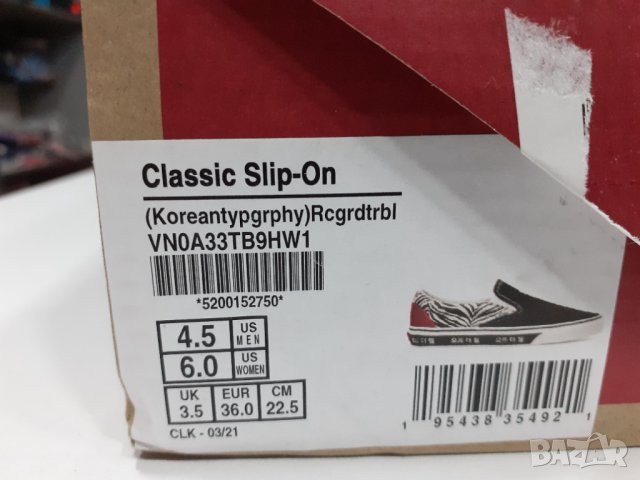 Classic Slip-On
(Koreantypgrphy)Rcgrdtrbl
VN0A33TB9HW1
*5200152750*
4.5 US MEN
6.0 US WOMEN
UK EUR CM
3.5 36.0 22.5
CLK - 03/21
1 95438 35492 1
BAZAR